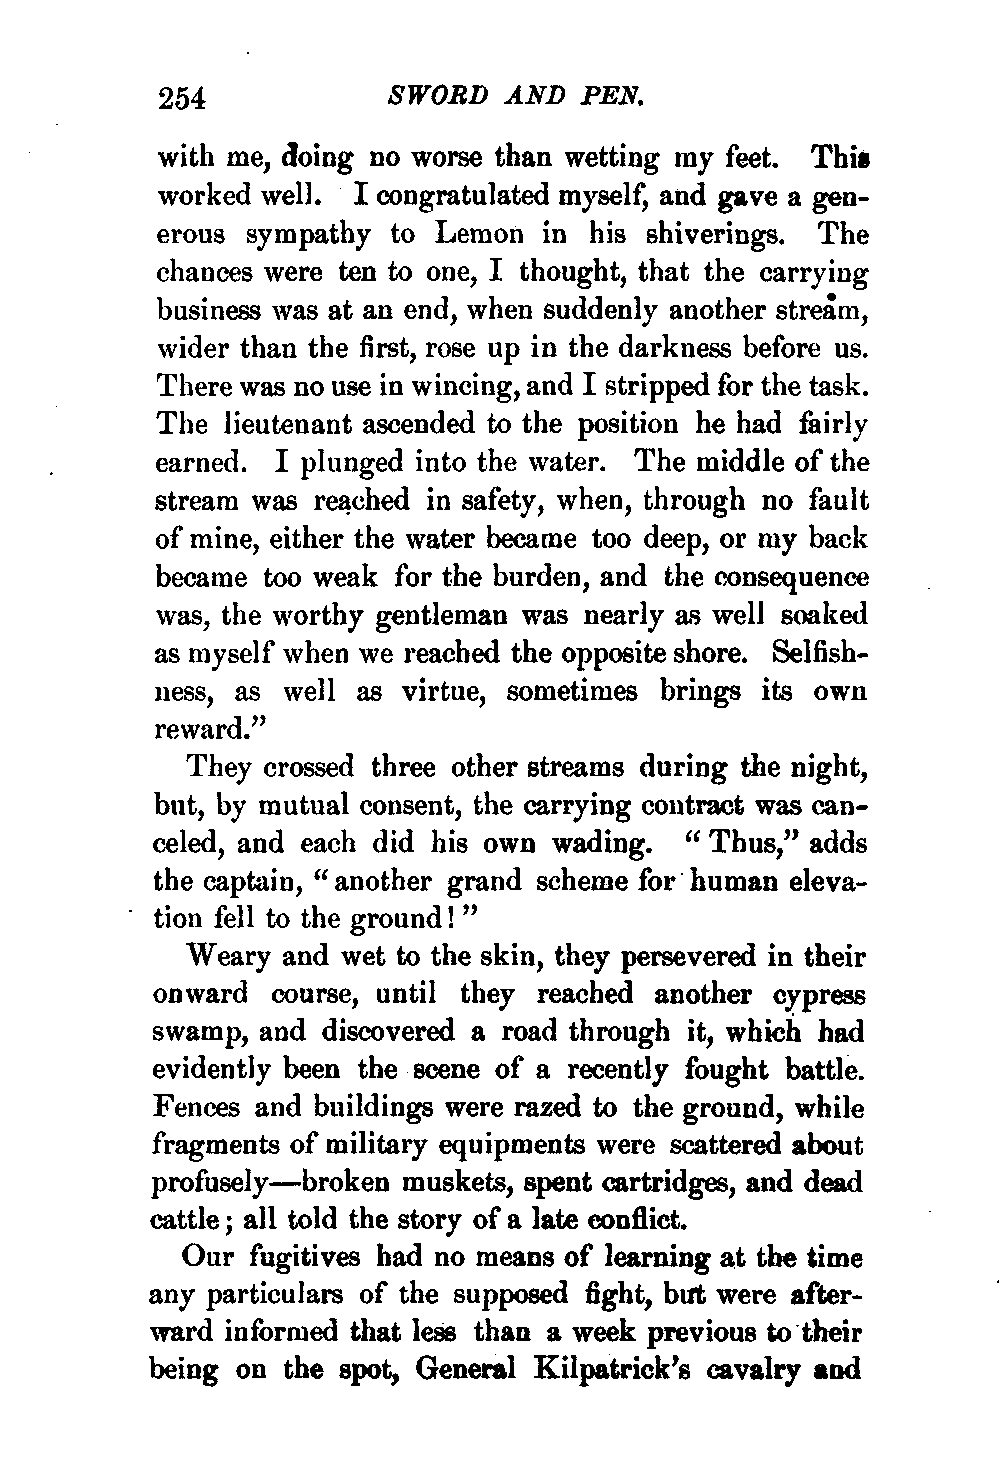 254 SWORD AND PEN.
with me, doing no worse than wetting my feet. This
worked well. I congratulated myself, and gave a gen-
erous sympathy to Lemon in his shiverings. The
chances were ten to one, I thought, that the carrying
business was at an end, when suddenly another stream,
wider than the first, rose up in the darkness before us.
There was no use in wincing, and I stripped for the task.
The lieutenant ascended to the position he had fairly
earned. I plunged into the water. The middle of the
stream was reached in safety, when, through no fault
of mine, either the water became too deep, or my back
became too weak for the burden, and the consequence
was, the worthy gentleman was nearly as well soaked
as myself when we reached the opposite shore. Selfish-
ness, as well as virtue, sometimes brings its own
reward."
They crossed three other streams during the night,
but, by mutual consent, the carrying contract was can-
celed, and each did his own wading. "Thus," adds
the captain, "another grand scheme for human eleva-
tion fell to the ground!"
Weary and wet to the skin, they persevered in their
onward course, until they reached another cypress
swamp, and discovered a road through it, which had
evidently been the scene of a recently fought battle.
Fences and buildings were razed to the ground, while
fragments of military equipments were scattered about
profusely—broken muskets, spent cartridges, and dead
cattle; all told the story of a late conflict.
Our fugitives had no means of learning at the time
any particulars of the supposed fight, but were after-
ward informed that less than a week previous to their
being on the spot, General Kilpatrick's cavalry and